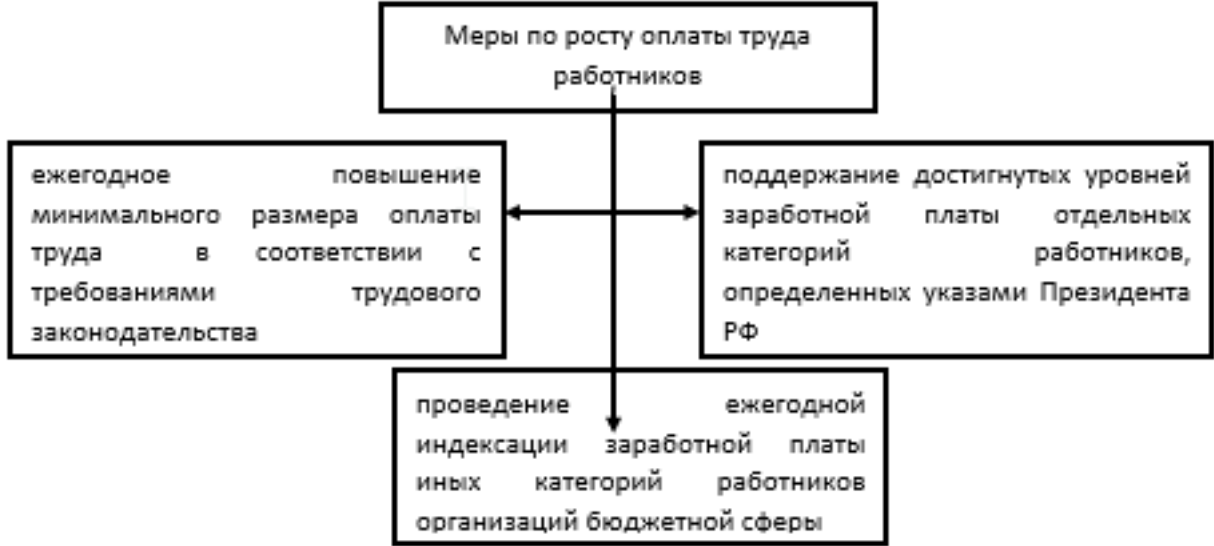 Меры по росту оплаты труда
работников
ежегодное повышение
минимального размера оплаты
труда в соответствии с
требованиями трудового
законодательства
поддержание достигнутых уровней
заработной платы отдельных
категорий работников,
определенных указами Президента
РФ
проведение ежегодной
индексации заработной платы
иных категорий работников
организаций бюджетной сферы